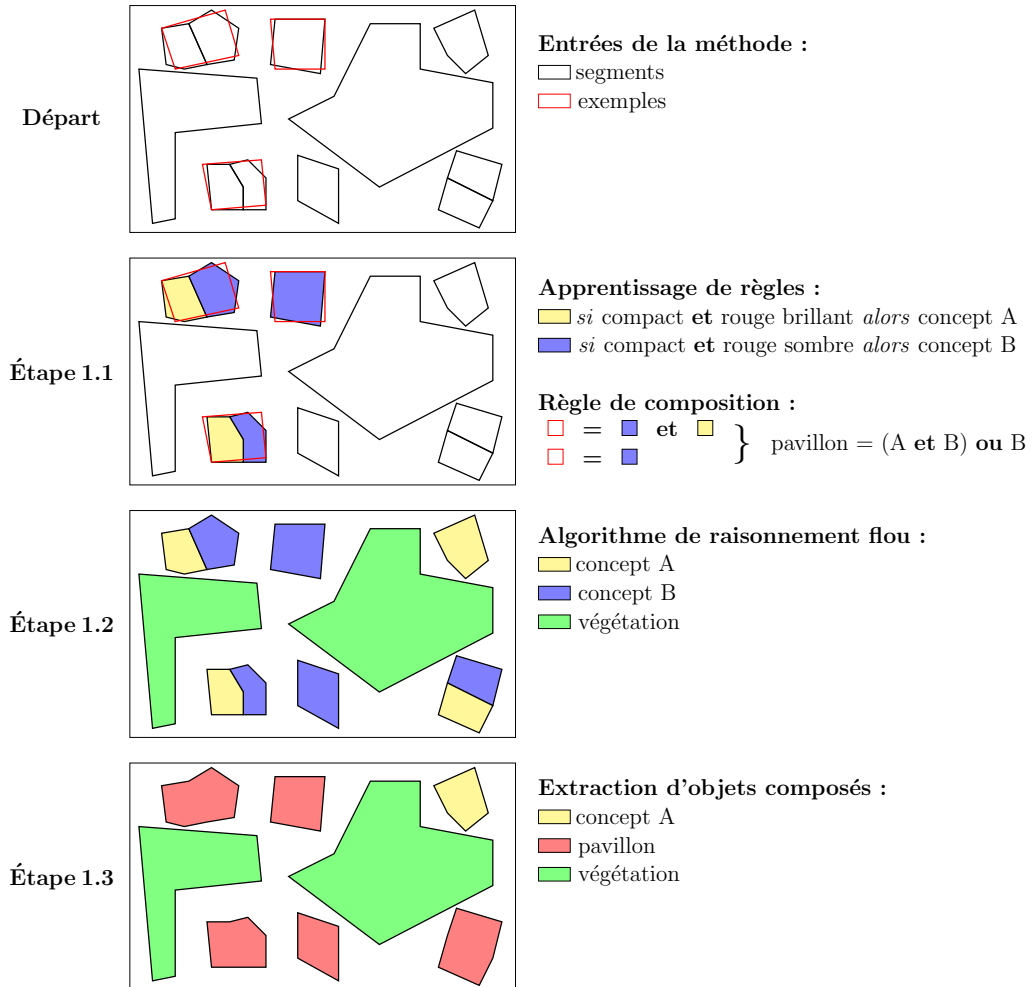 Départ
Entrées de la méthode :
segments
exemples
Étape 1.1
Apprentissage de règles :
si compact et rouge brillant alors concept A
si compact et rouge sombre alors concept B
Règle de composition :
= et
=
} pavillon = (A et B) ou B
Étape 1.2
Algorithme de raisonnement flou :
concept A
concept B
végétation
Étape 1.3
Extraction d'objets composés :
concept A
pavillon
végétation